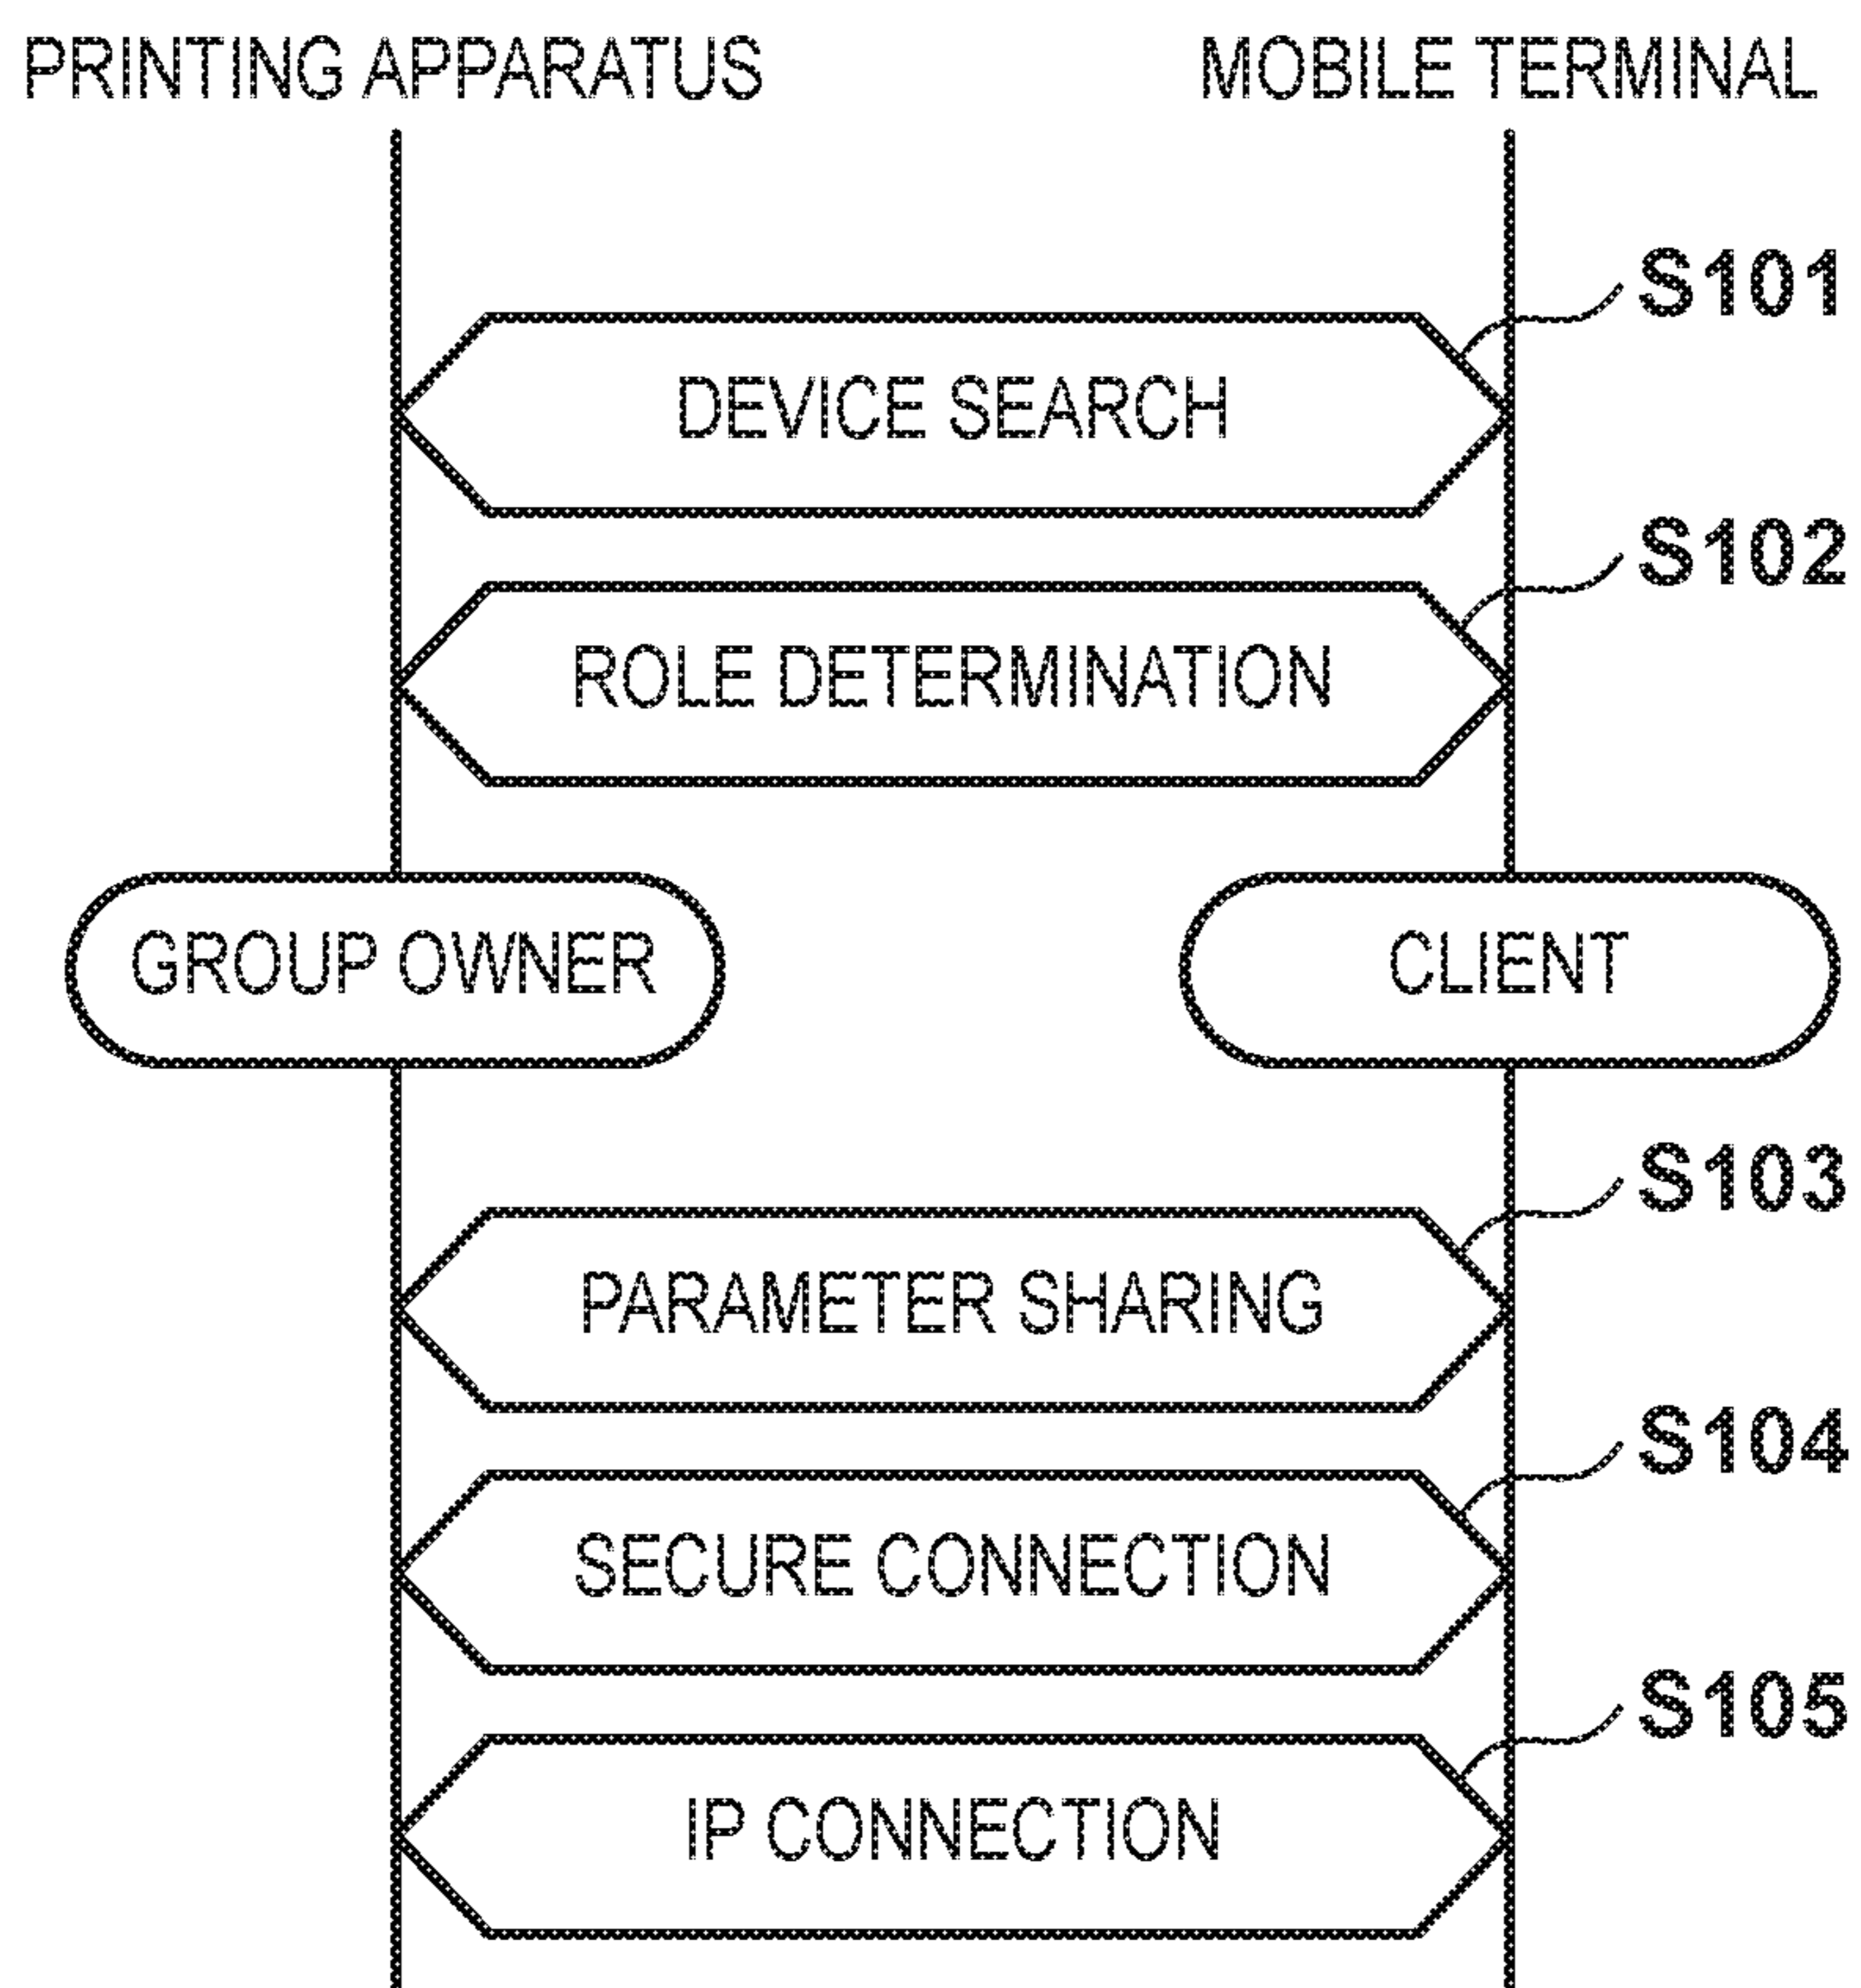 PRINTING APPARATUS
MOBILE TERMINAL
S101
DEVICE SEARCH
S102
ROLE DETERMINATION
GROUP OWNER
CLIENT
S103
PARAMETER SHARING
S104
SECURE CONNECTION
S105
IP CONNECTION